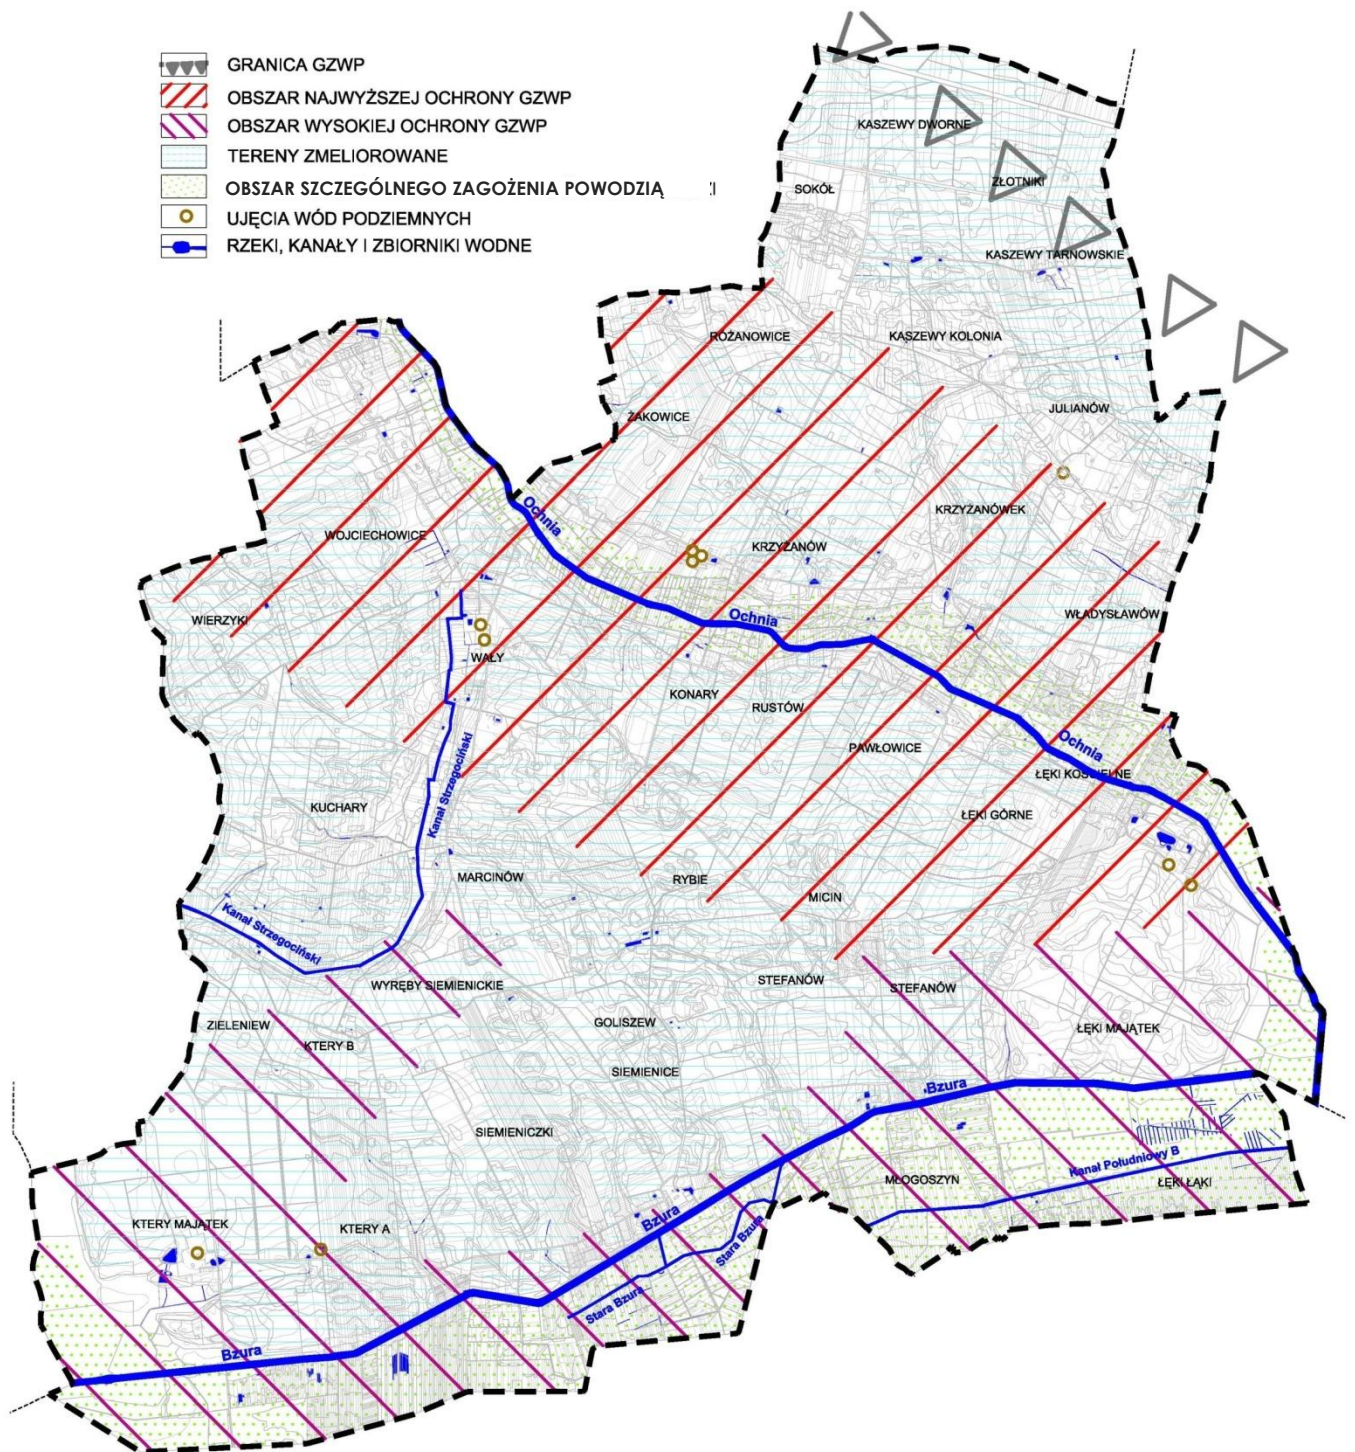 GRANICA GZWP
OBSZAR NAJWYŻSZEJ OCHRONY GZWP
OBSZAR WYSOKIEJ OCHRONY GZWP
TERENY ZMELIOROWANE
OBSZAR SZCZEGÓLNEGO ZAGOŻENIA POWODZIĄ
UJĘCIA WÓD PODZIEMNYCH
RZEKI, KANAŁY I ZBIORNIKI WODNE
KASZEWY DWORNE
ZŁOTNIKI
SOKÓŁ
KASZEWY TARNOWSKIE
RÓŻANOWICE
KASZEWY KOLONIA
JULIANÓW
ŻAKOWICE
Ochnia
KRZYŻANÓWEK
WOJCIECHOWICE
KRZYŻANÓW
WIERZYKI
Ochnia
WŁADYSŁAWÓW
WAŁY
KONARY
RUSTÓW
PAWŁOWICE
Ochnia
ŁĘKI KOŚCIELNE
Kanał Strzegociński
KUCHARY
ŁĘKI GÓRNE
MARCINÓW
RYBIE
MICIN
Kanał Strzegociński
WYRĘBY SIEMIENICKIE
STEFANÓW
STEFANÓW
ZIELENIEW
GOLISZEW
ŁĘKI MAJĄTEK
KTERY B
SIEMIENICE
Bzura
SIEMIENICZKI
Kanał Południowy B
MŁOGOSZYN
ŁĘKI ŁĄKI
KTERY MAJĄTEK
KTERY A
Bzura
Stara Bzura
Stara Bzura
Bzura